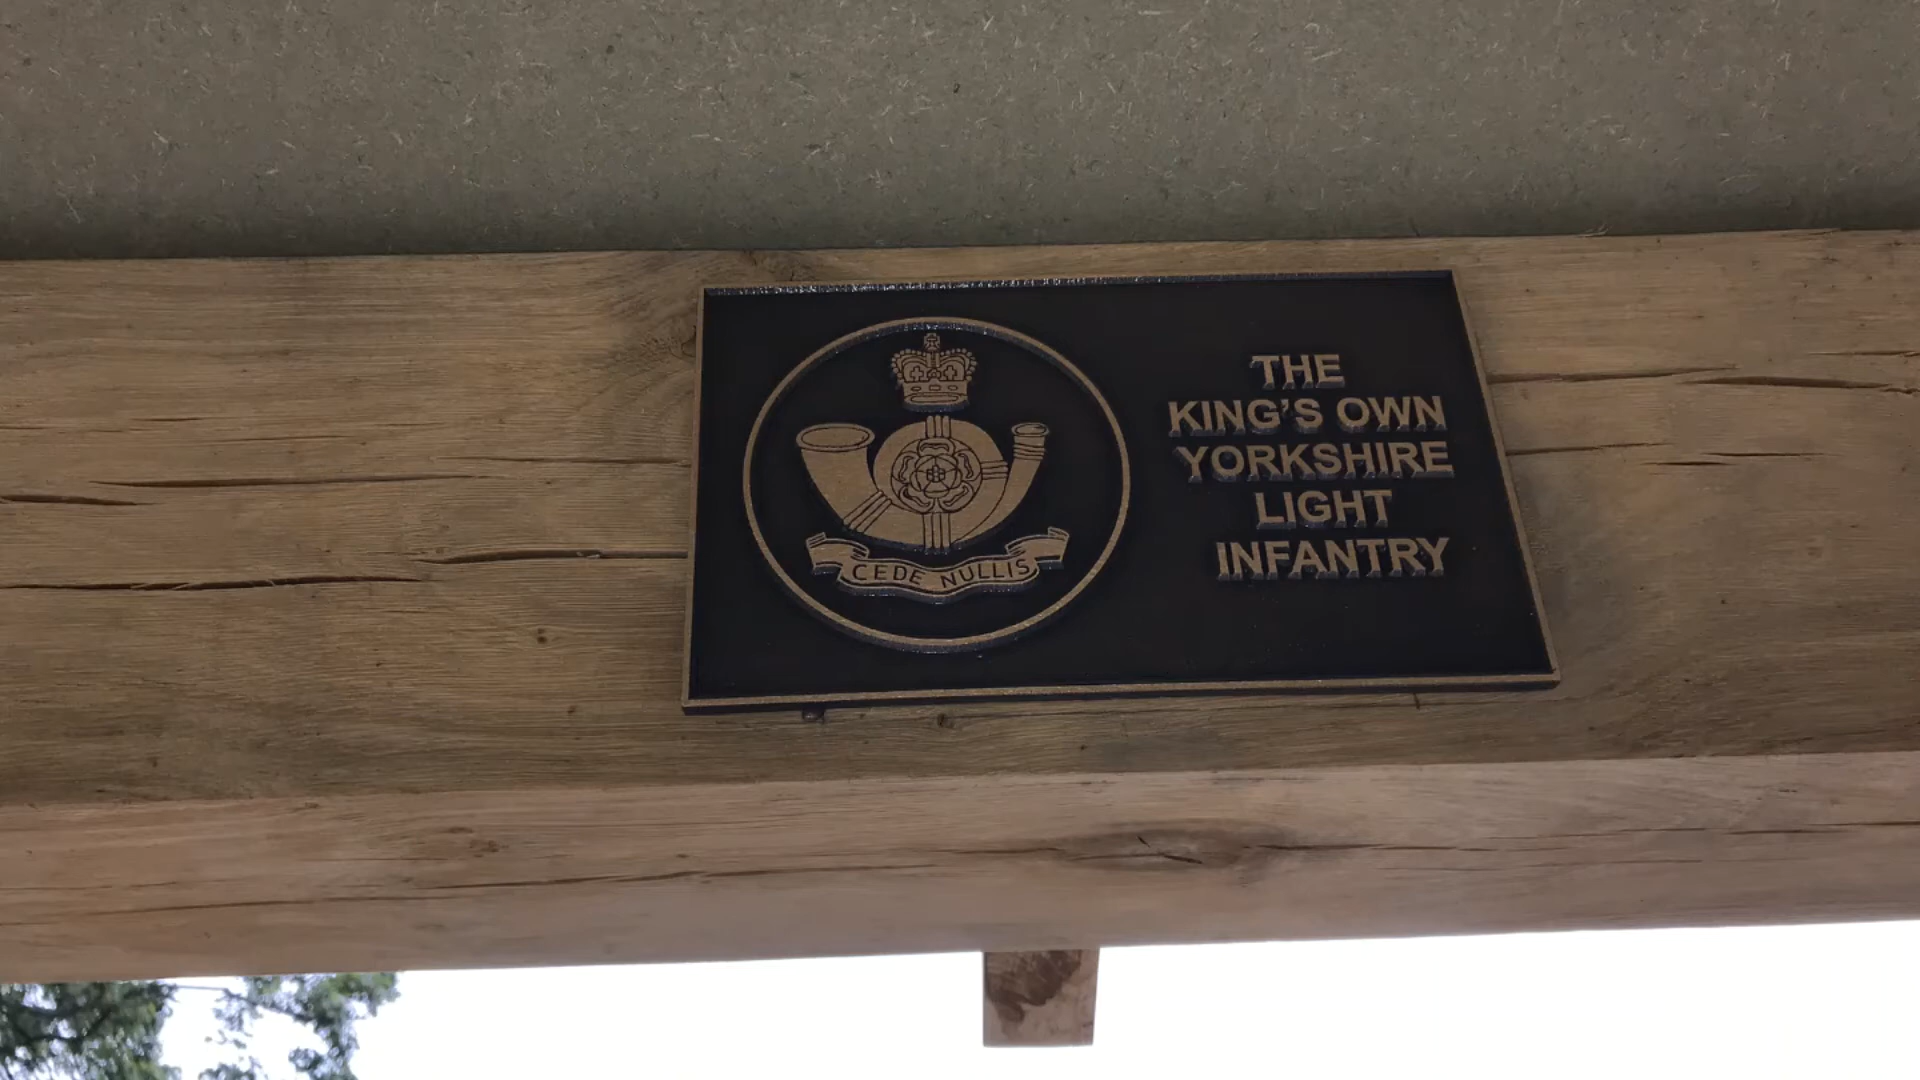 CEDE NULLIS
THE
KING'S OWN
YORKSHIRE
LIGHT
INFANTRY